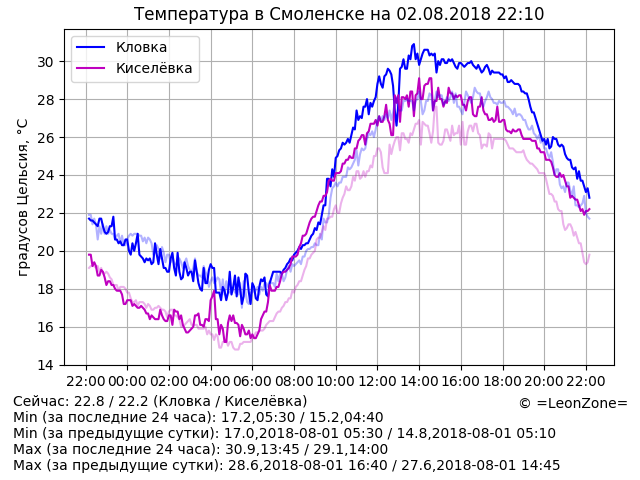 Температура в Смоленске на 02.08.2018 22:10
Кловка
Киселёвка
градусов Цельсия, °C
30
28
26
24
22
20
18
16
14
22:00 00:00 02:00 04:00 06:00 08:00 10:00 12:00 14:00 16:00 18:00 20:00 22:00
Сейчас: 22.8 / 22.2 (Кловка / Киселёвка)
© =LeonZone=
Min (за последние 24 часа): 17.2,05:30 / 15.2,04:40
Min (за предыдущие сутки): 17.0,2018-08-01 05:30 / 14.8,2018-08-01 05:10
Max (за последние 24 часа): 30.9,13:45 / 29.1,14:00
Max (за предыдущие сутки): 28.6,2018-08-01 16:40 / 27.6,2018-08-01 14:45